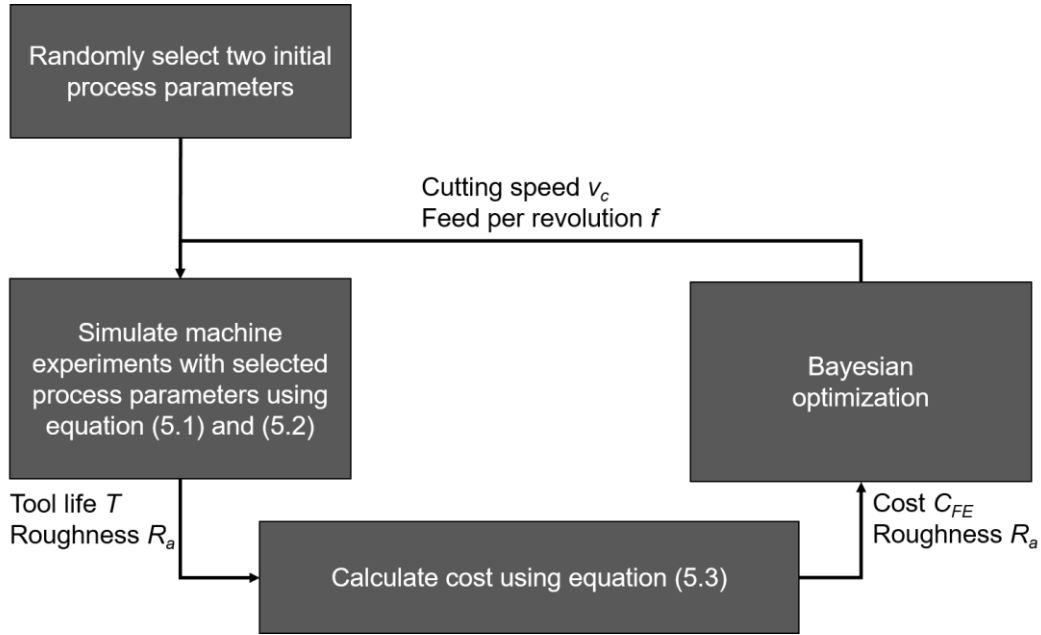 Randomly select two initial
process parameters
Cutting speed v_c
Feed per revolution f
Simulate machine
experiments with selected
process parameters using
equation (5.1) and (5.2)
Bayesian
optimization
Tool life T
Roughness R_a
Cost C_FE
Roughness R_a
Calculate cost using equation (5.3)